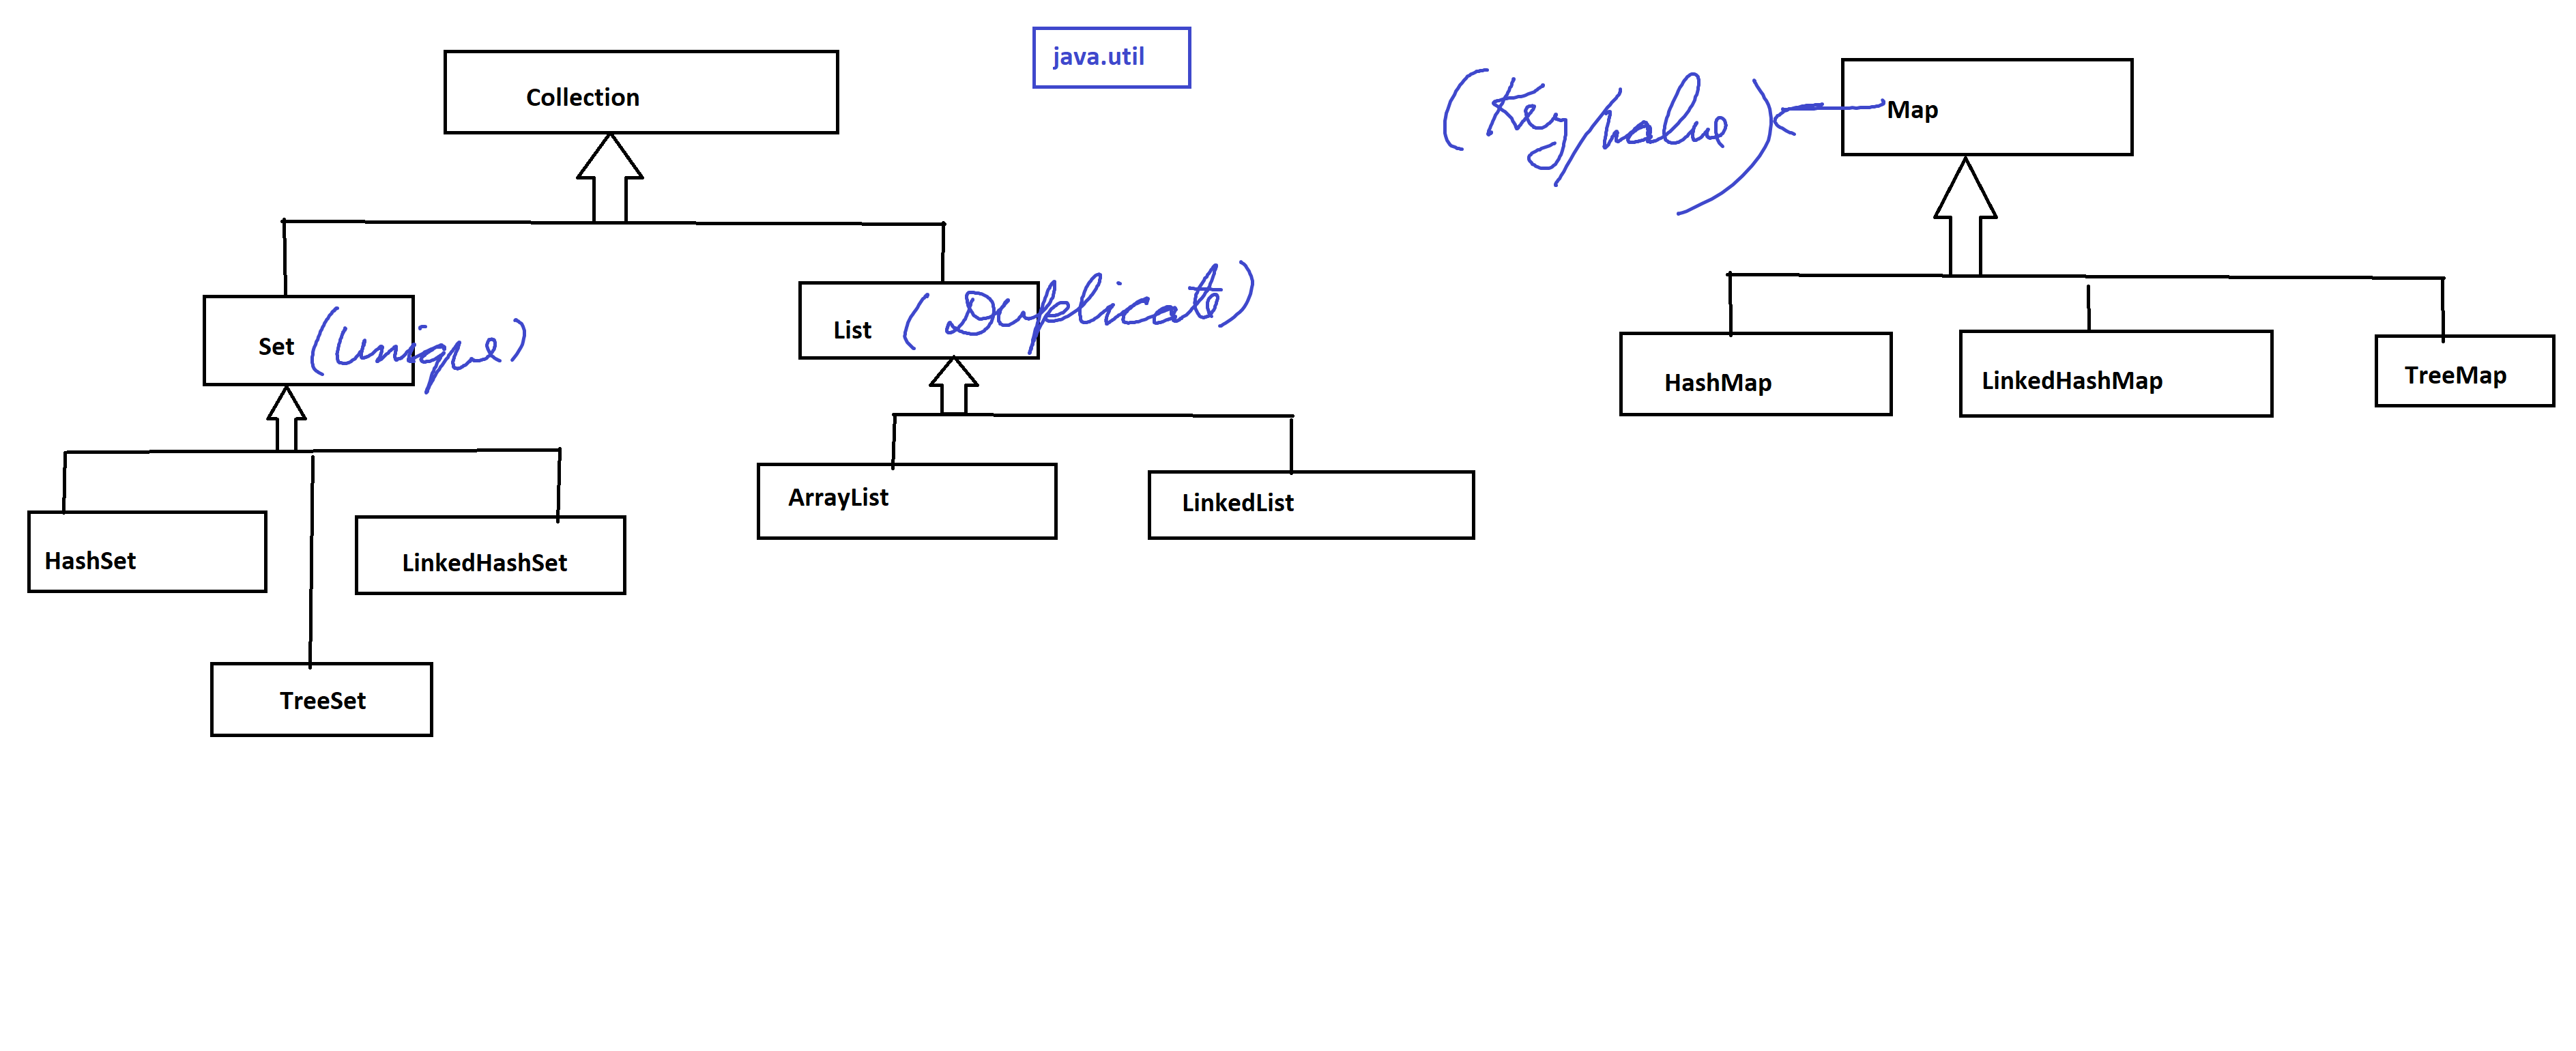 java.util
Collection
(Key/value)
Map
Set (Unique)
List (Duplicate)
HashMap
LinkedHashMap
TreeMap
HashSet
LinkedHashSet
ArrayList
LinkedList
TreeSet